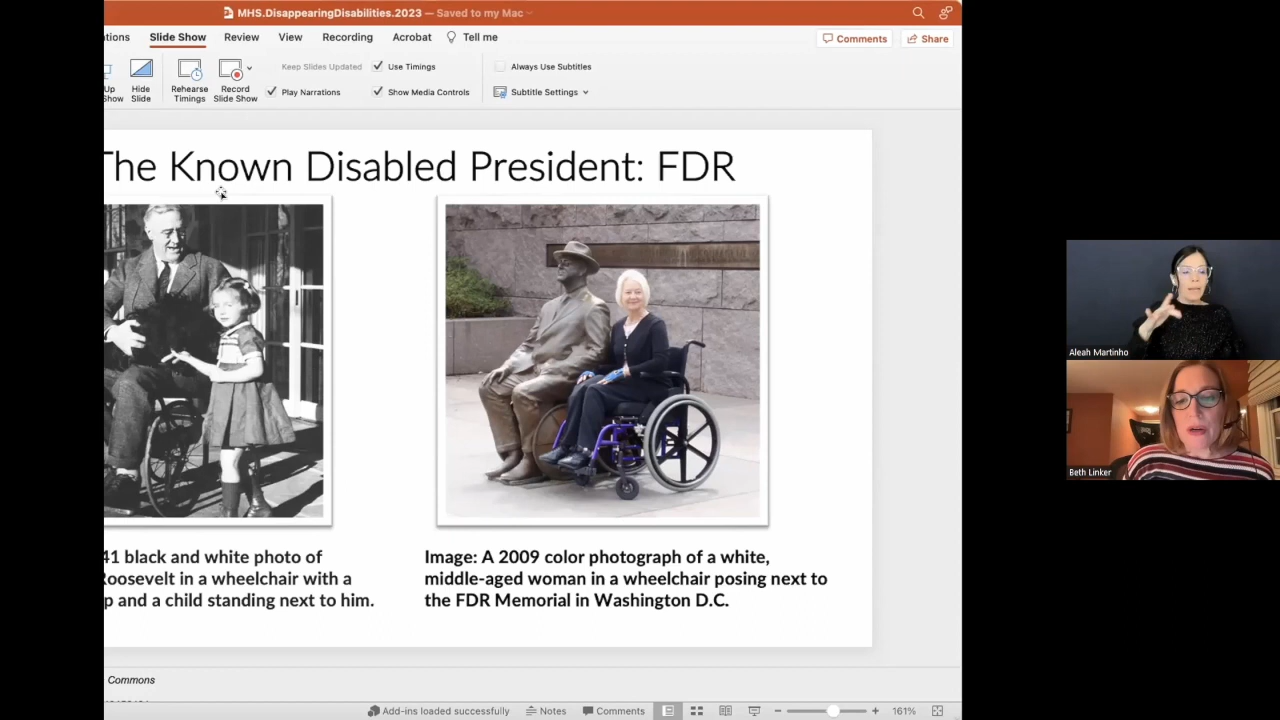 MHS.DisappearingDisabilities.2023 — Saved to my Mac
tions Slide Show Review View Recording Acrobat Tell me
Comments Share
Up Show
Hide Slide
Rehearse Timings
Record Slide Show
Keep Slides Updated
Play Narrations
Use Timings
Show Media Controls
Always Use Subtitles
Subtitle Settings
The Known Disabled President: FDR
41 black and white photo of
Roosevelt in a wheelchair with a
p and a child standing next to him.
Image: A 2009 color photograph of a white,
middle-aged woman in a wheelchair posing next to
the FDR Memorial in Washington D.C.
Aleah Martinho
Beth Linker
Commons
Add-ins loaded successfully Notes Comments 161%